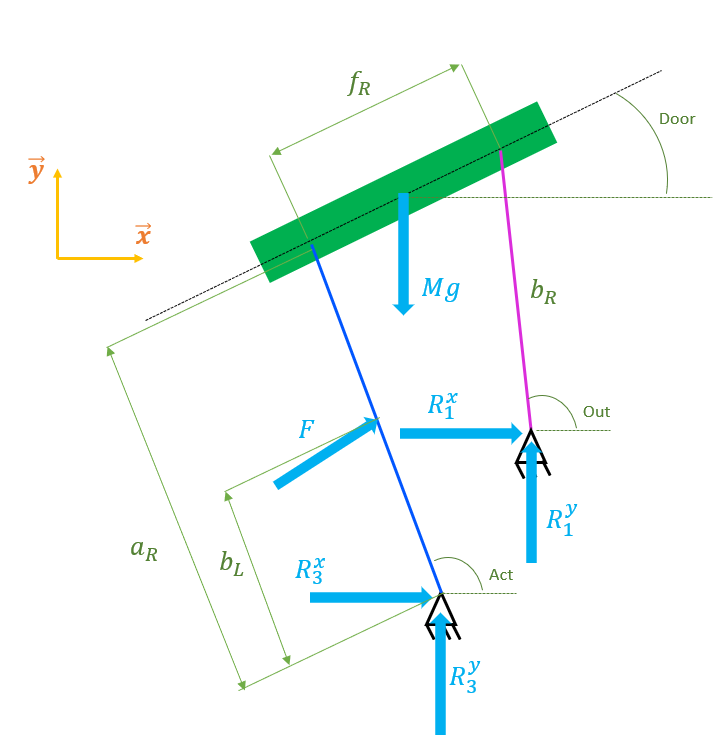 f_R
Door
y⃗
x⃗
Mg
b_R
R_1^x
Out
F
R_1^y
a_R
b_L
R_3^x
Act
R_3^y